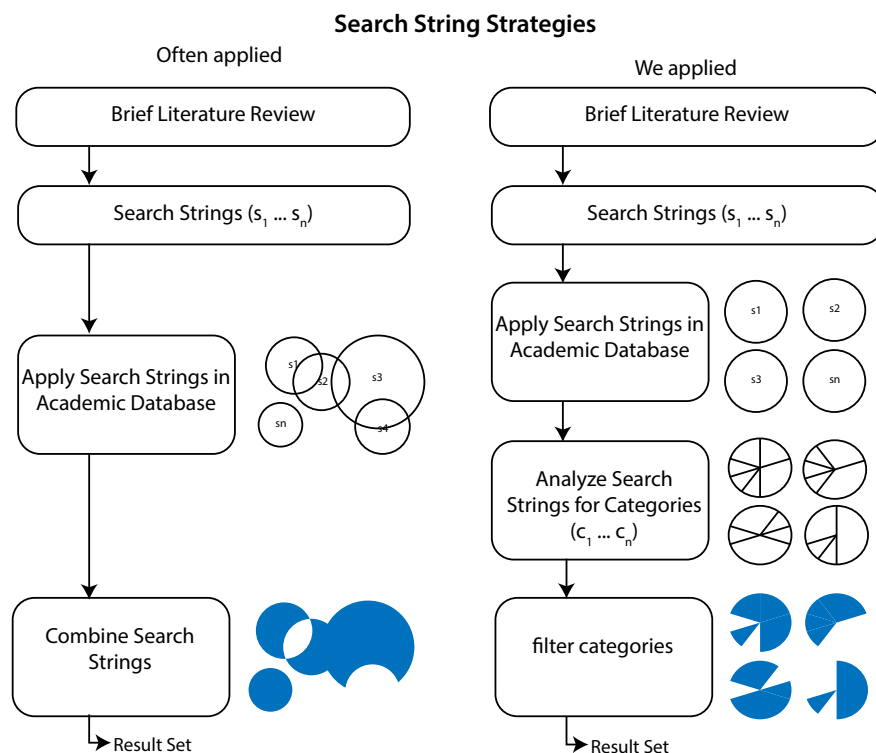 Search String Strategies
Often applied
Brief Literature Review
Search Strings (s₁ ... sₙ)
Apply Search Strings in
Academic Database
s1
s2
s3
sn
s4
Combine Search
Strings
Result Set
We applied
Brief Literature Review
Search Strings (s₁ ... sₙ)
Apply Search Strings in
Academic Database
s1
s2
s3
sn
Analyze Search
Strings for Categories
(c₁ ... cₙ)
filter categories
Result Set